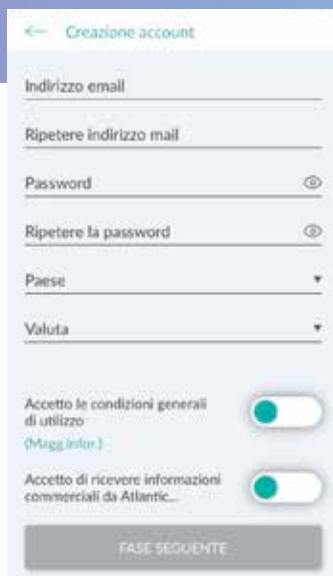 Creazione account
Indirizzo email
Ripetere indirizzo mail
Password
Ripetere la password
Paese
Valuta
Accetto le condizioni generali
di utilizzo
(Magg.infor.)
Accetto di ricevere informazioni
commerciali da Atlantic...
FASE SEGUENTE